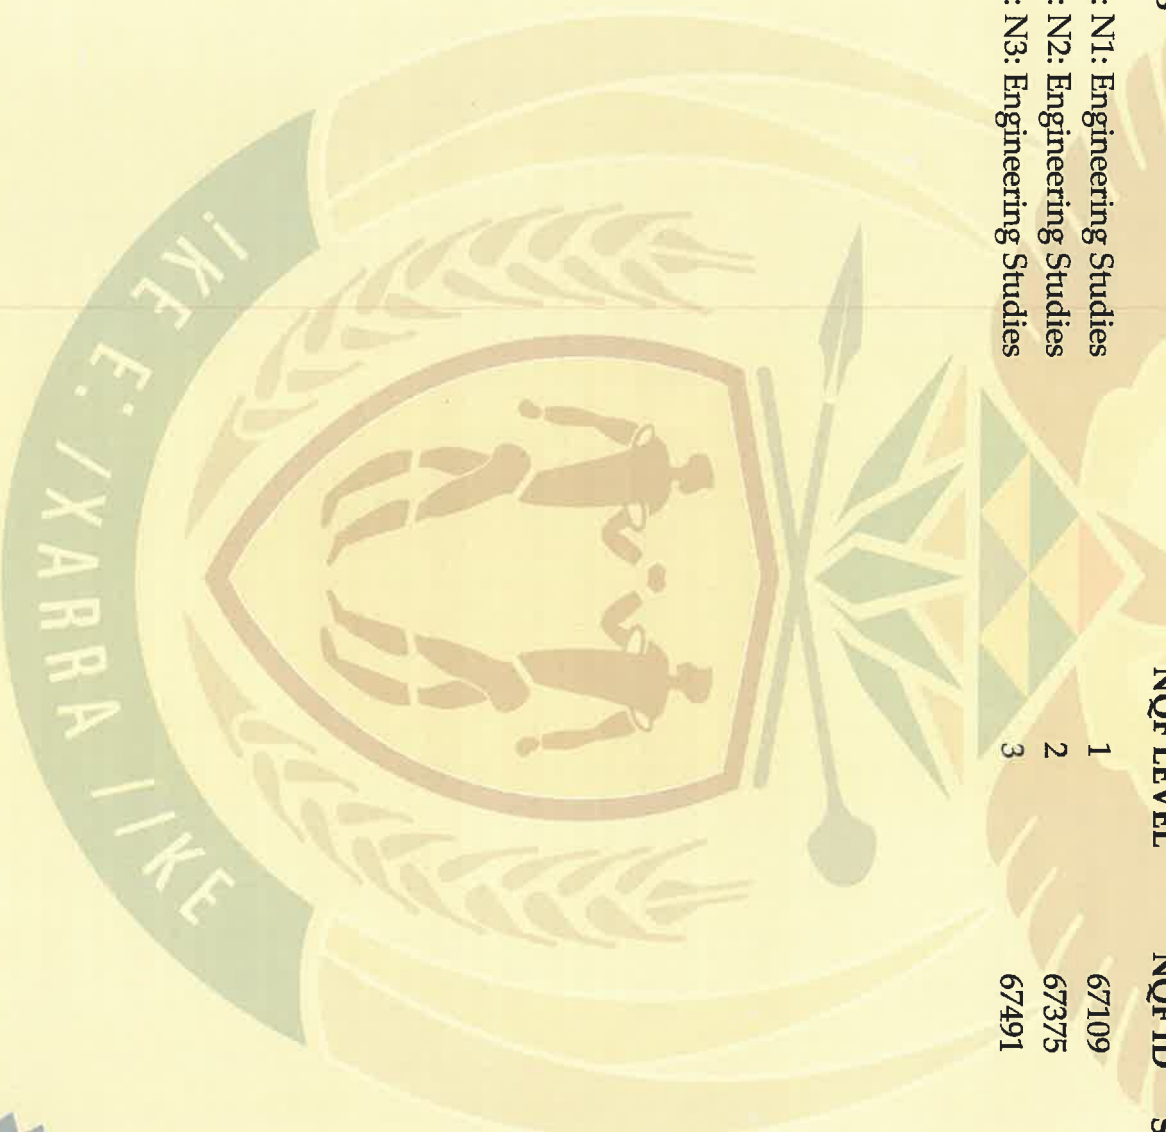 NQF LEVEL NQF ID
: N1: Engineering Studies 1 67109
: N2: Engineering Studies 2 67375
: N3: Engineering Studies 3 67491
!KE E: /XARRA //KE